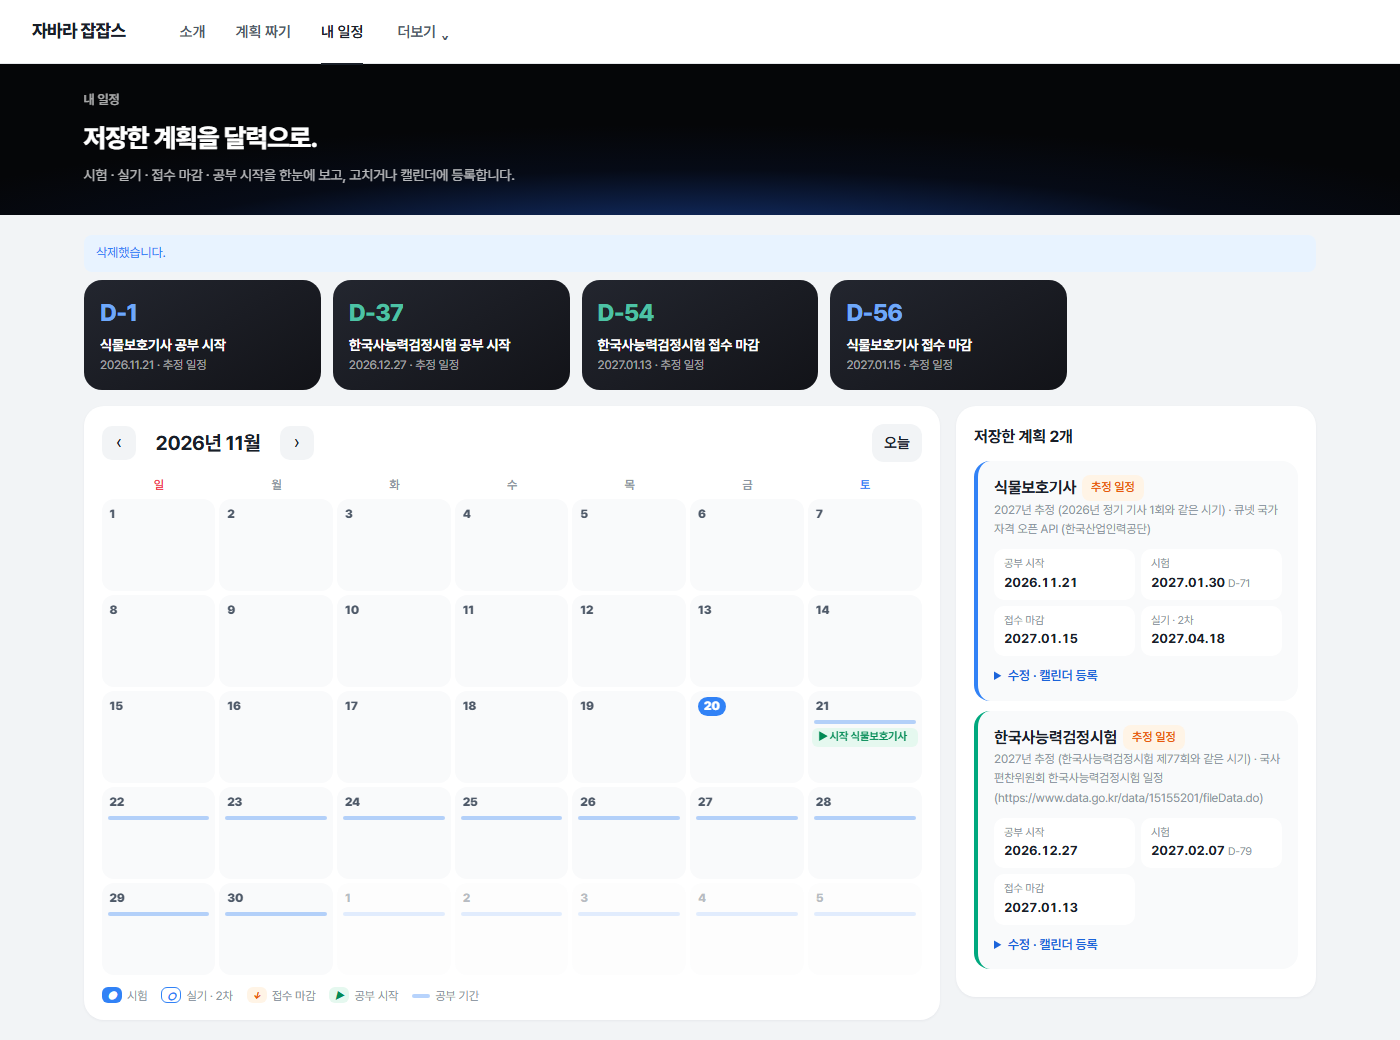 자바라 잡잡스
소개 계획 짜기 내 일정 더보기
내 일정
저장한 계획을 달력으로.
시험 · 실기 · 접수 마감 · 공부 시작을 한눈에 보고, 고치거나 캘린더에 등록합니다.
삭제했습니다.
D-1
식물보호기사 공부 시작
2026.11.21 · 추정 일정
D-37
한국사능력검정시험 공부 시작
2026.12.27 · 추정 일정
D-54
한국사능력검정시험 접수 마감
2027.01.13 · 추정 일정
D-56
식물보호기사 접수 마감
2027.01.15 · 추정 일정
‹ 2026년 11월 › 오늘
일 월 화 수 목 금 토
1 2 3 4 5 6 7
8 9 10 11 12 13 14
15 16 17 18 19 20 21
▶ 시작 식물보호기사
22 23 24 25 26 27 28
29 30 1 2 3 4 5
시험 실기 · 2차 접수 마감 ▶ 공부 시작 공부 기간
저장한 계획 2개
식물보호기사 추정 일정
2027년 추정 (2026년 정기 기사 1회와 같은 시기) · 큐넷 국가
자격 오픈 API (한국산업인력공단)
공부 시작
2026.11.21
시험
2027.01.30 D-71
접수 마감
2027.01.15
실기 · 2차
2027.04.18
▶ 수정 · 캘린더 등록
한국사능력검정시험 추정 일정
2027년 추정 (한국사능력검정시험 제77회와 같은 시기) · 국사
편찬위원회 한국사능력검정시험 일정
(https://www.data.go.kr/data/15155201/fileData.do)
공부 시작
2026.12.27
시험
2027.02.07 D-79
접수 마감
2027.01.13
▶ 수정 · 캘린더 등록